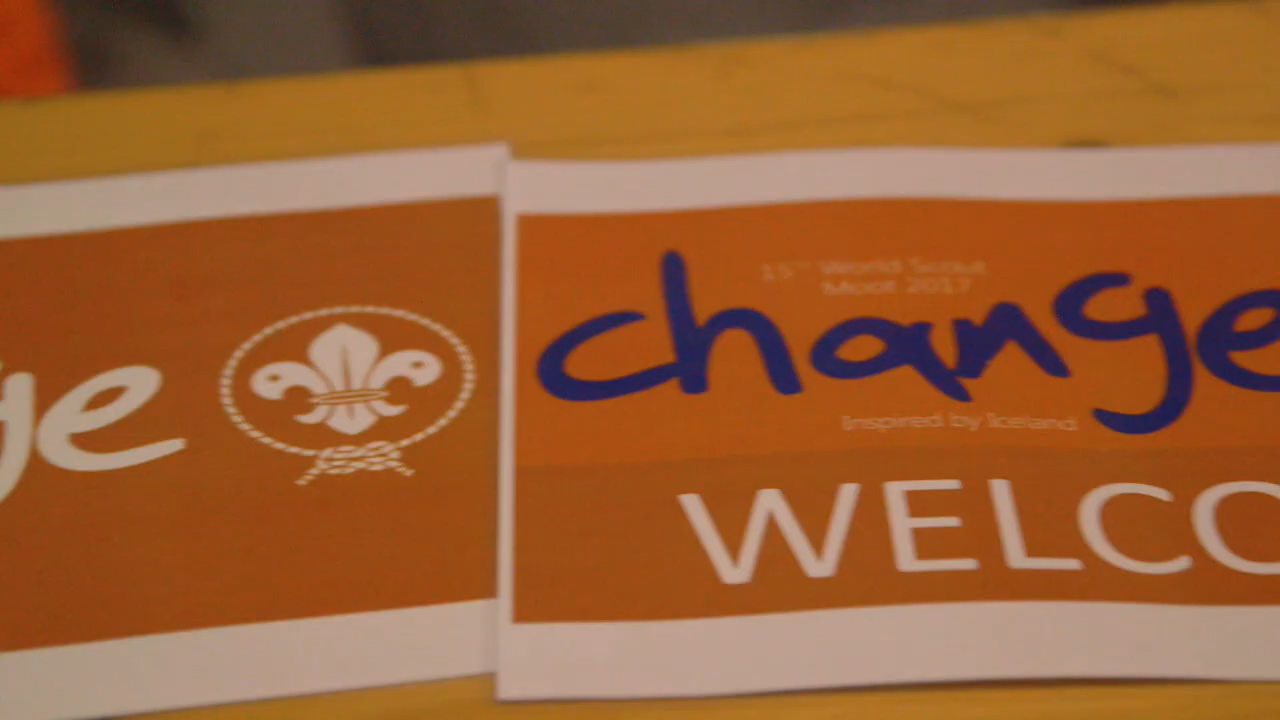 ge
change
15TH World Scout
Moot 2017
Inspired by Iceland
WELCO